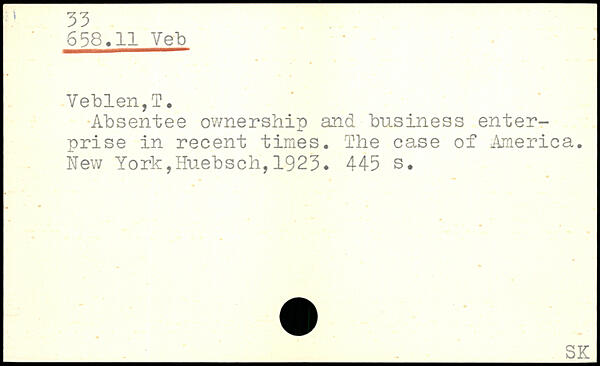 33
658.11 Veb
Veblen,T.
Absentee ownership and business enter-
prise in recent times. The case of America.
New York,Huebsch,1923. 445 s.
SK